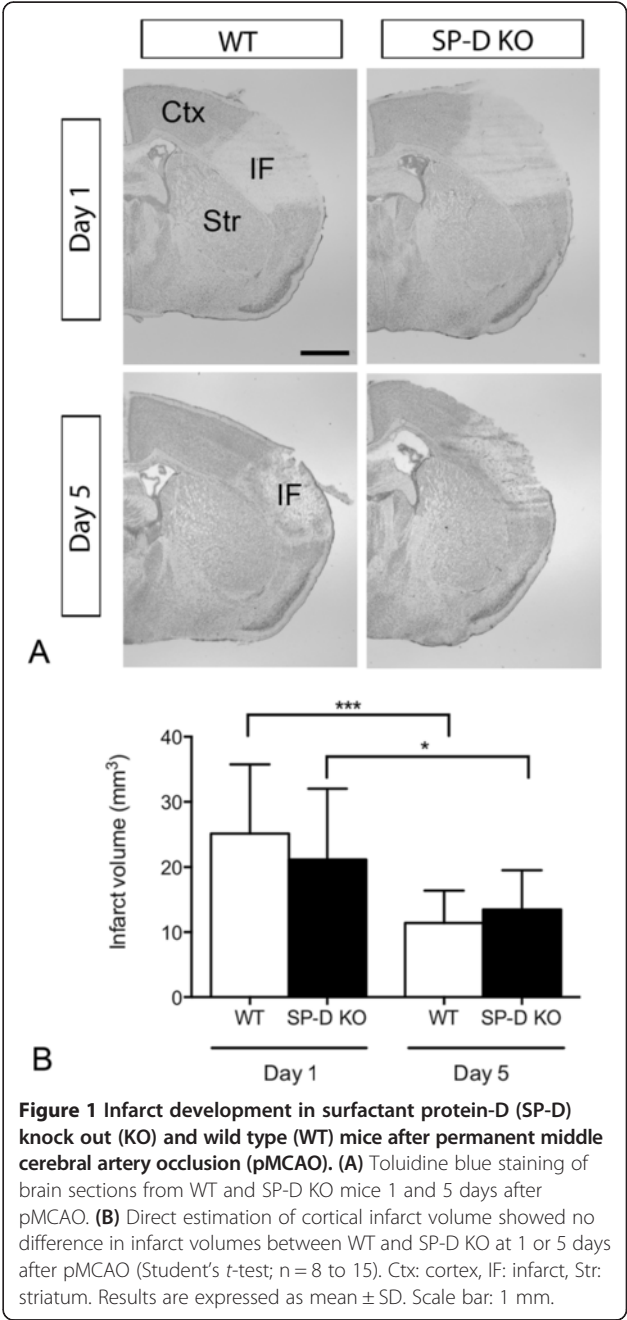 WT SP-D KO
Day 1
Ctx
IF
Str
Day 5
IF
A
***
*
Infarct volume (mm³)
40
30
20
10
0
WT SP-D KO WT SP-D KO
Day 1 Day 5
B
Figure 1 Infarct development in surfactant protein-D (SP-D)
knock out (KO) and wild type (WT) mice after permanent middle
cerebral artery occlusion (pMCAO). (A) Toluidine blue staining of
brain sections from WT and SP-D KO mice 1 and 5 days after
pMCAO. (B) Direct estimation of cortical infarct volume showed no
difference in infarct volumes between WT and SP-D KO at 1 or 5 days
after pMCAO (Student's t-test; n = 8 to 15). Ctx: cortex, IF: infarct, Str:
striatum. Results are expressed as mean ± SD. Scale bar: 1 mm.